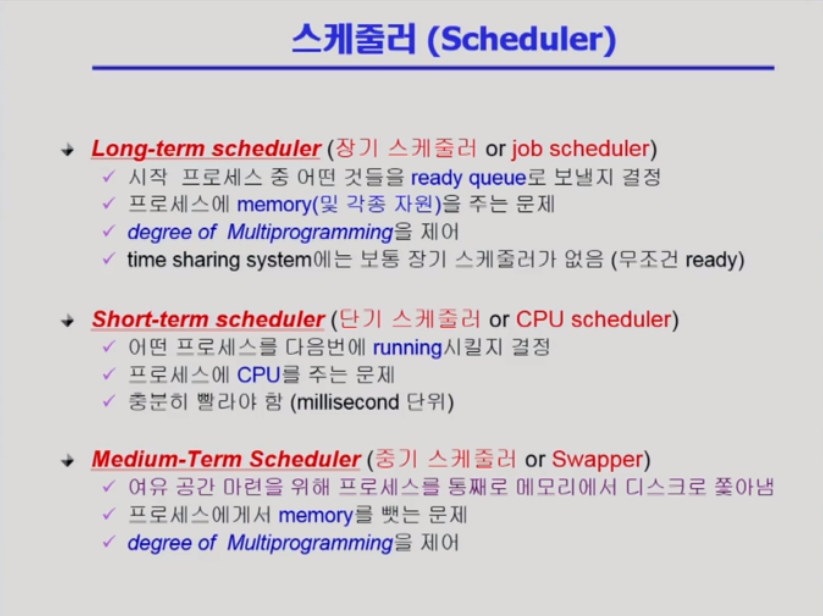 스케줄러 (Scheduler)
Long-term scheduler (장기 스케줄러 or job scheduler)
시작 프로세스 중 어떤 것들을 ready queue로 보낼지 결정
프로세스에 memory(및 각종 자원)을 주는 문제
degree of Multiprogramming을 제어
time sharing system에는 보통 장기 스케줄러가 없음 (무조건 ready)
Short-term scheduler (단기 스케줄러 or CPU scheduler)
어떤 프로세스를 다음번에 running시킬지 결정
프로세스에 CPU를 주는 문제
충분히 빨라야 함 (millisecond 단위)
Medium-Term Scheduler (중기 스케줄러 or Swapper)
여유 공간 마련을 위해 프로세스를 통째로 메모리에서 디스크로 쫓아냄
프로세스에게서 memory를 뺏는 문제
degree of Multiprogramming을 제어